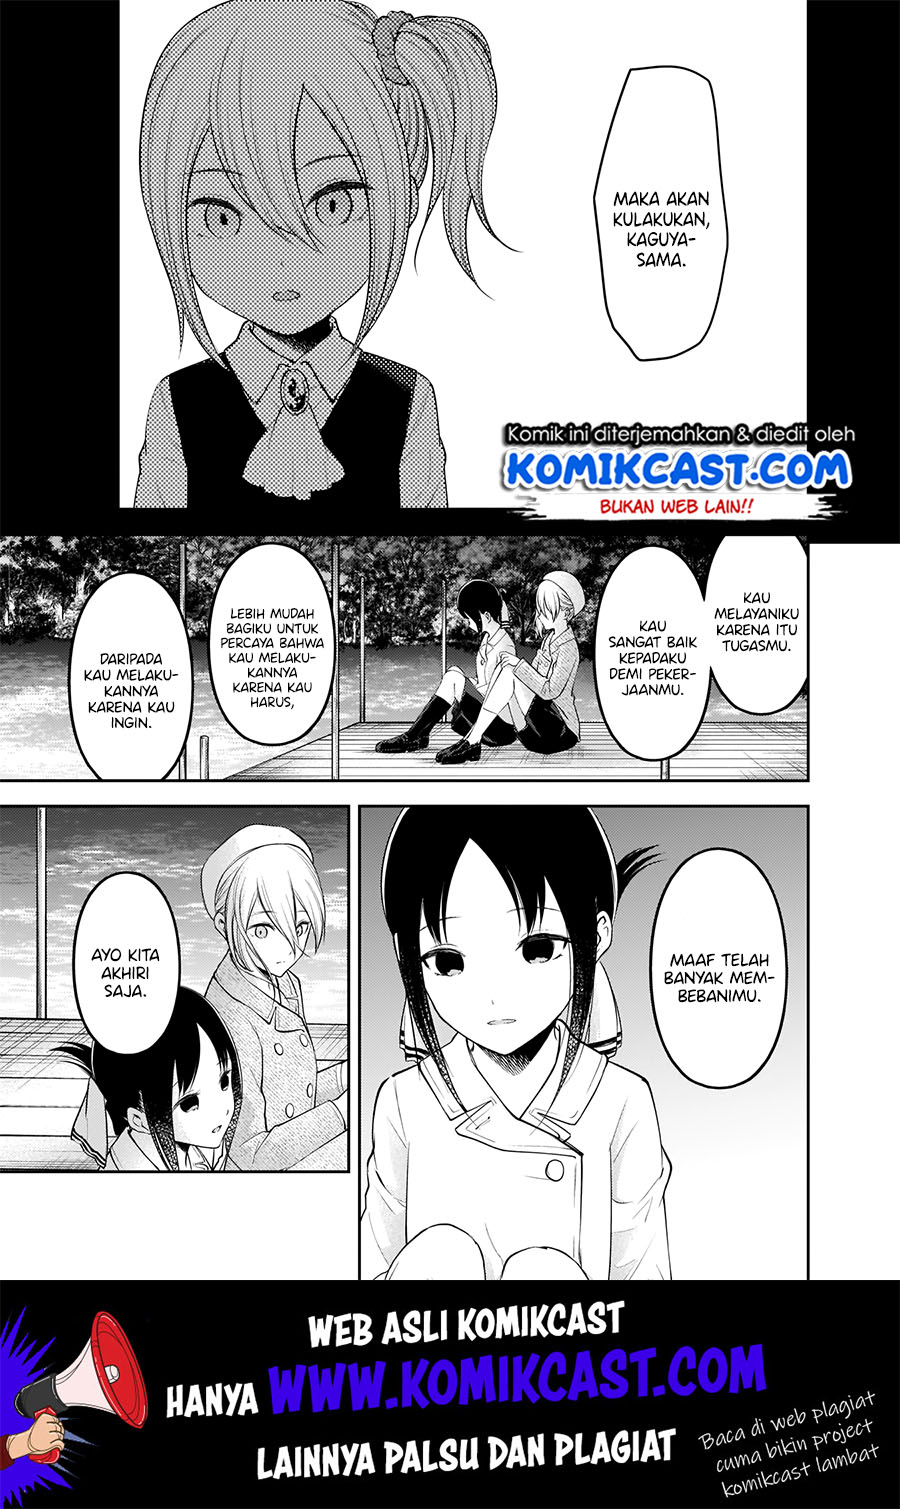 MAKA AKAN
KULAKUKAN,
KAGUYA-
SAMA.
Komik ini diterjemahkan & diedit oleh
KOMIKCAST.COM
BUKAN WEB LAIN!!
KAU
MELAYANIKU
KARENA ITU
TUGASMU.
KAU
SANGAT BAIK
KEPADAKU
DEMI PEKER-
JAANMU.
LEBIH MUDAH
BAGIKU UNTUK
PERCAYA BAHWA
KAU MELAKU-
KANNYA
KARENA KAU
HARUS,
DARIPADA
KAU MELAKU-
KANNYA
KARENA KAU
INGIN.
MAAF TELAH
BANYAK MEM-
BEBANIMU.
AYO KITA
AKHIRI
SAJA.
WEB ASLI KOMIKCAST
HANYA WWW.KOMIKCAST.COM
LAINNYA PALSU DAN PLAGIAT
Baca di web plagiat
cuma bikin project
komikcast lambat